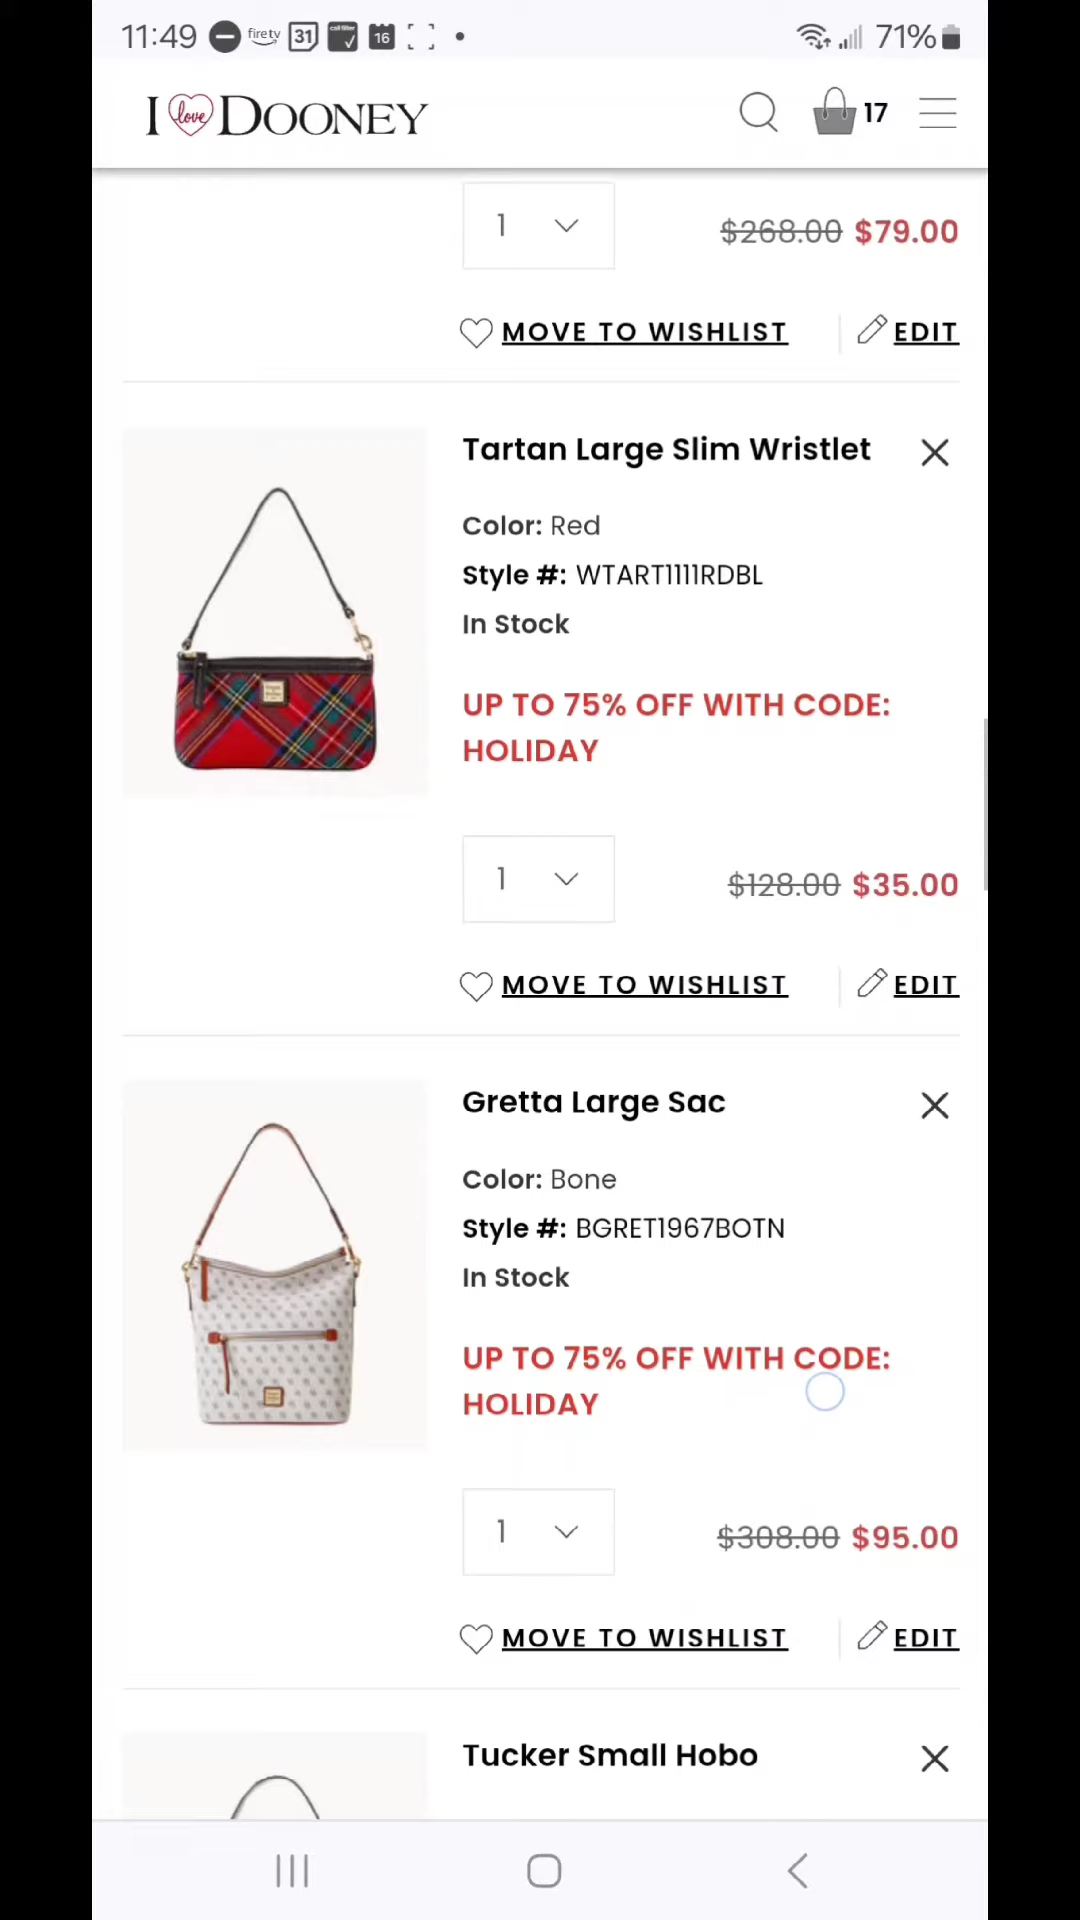 11:49 firetv 31 16 71%
I love DOONEY 17
1 $268.00 $79.00
MOVE TO WISHLIST EDIT
Tartan Large Slim Wristlet
Color: Red
Style #: WTART1111RDBL
In Stock
UP TO 75% OFF WITH CODE:
HOLIDAY
1 $128.00 $35.00
MOVE TO WISHLIST EDIT
Gretta Large Sac
Color: Bone
Style #: BGRET1967BOTN
In Stock
UP TO 75% OFF WITH CODE:
HOLIDAY
1 $308.00 $95.00
MOVE TO WISHLIST EDIT
Tucker Small Hobo